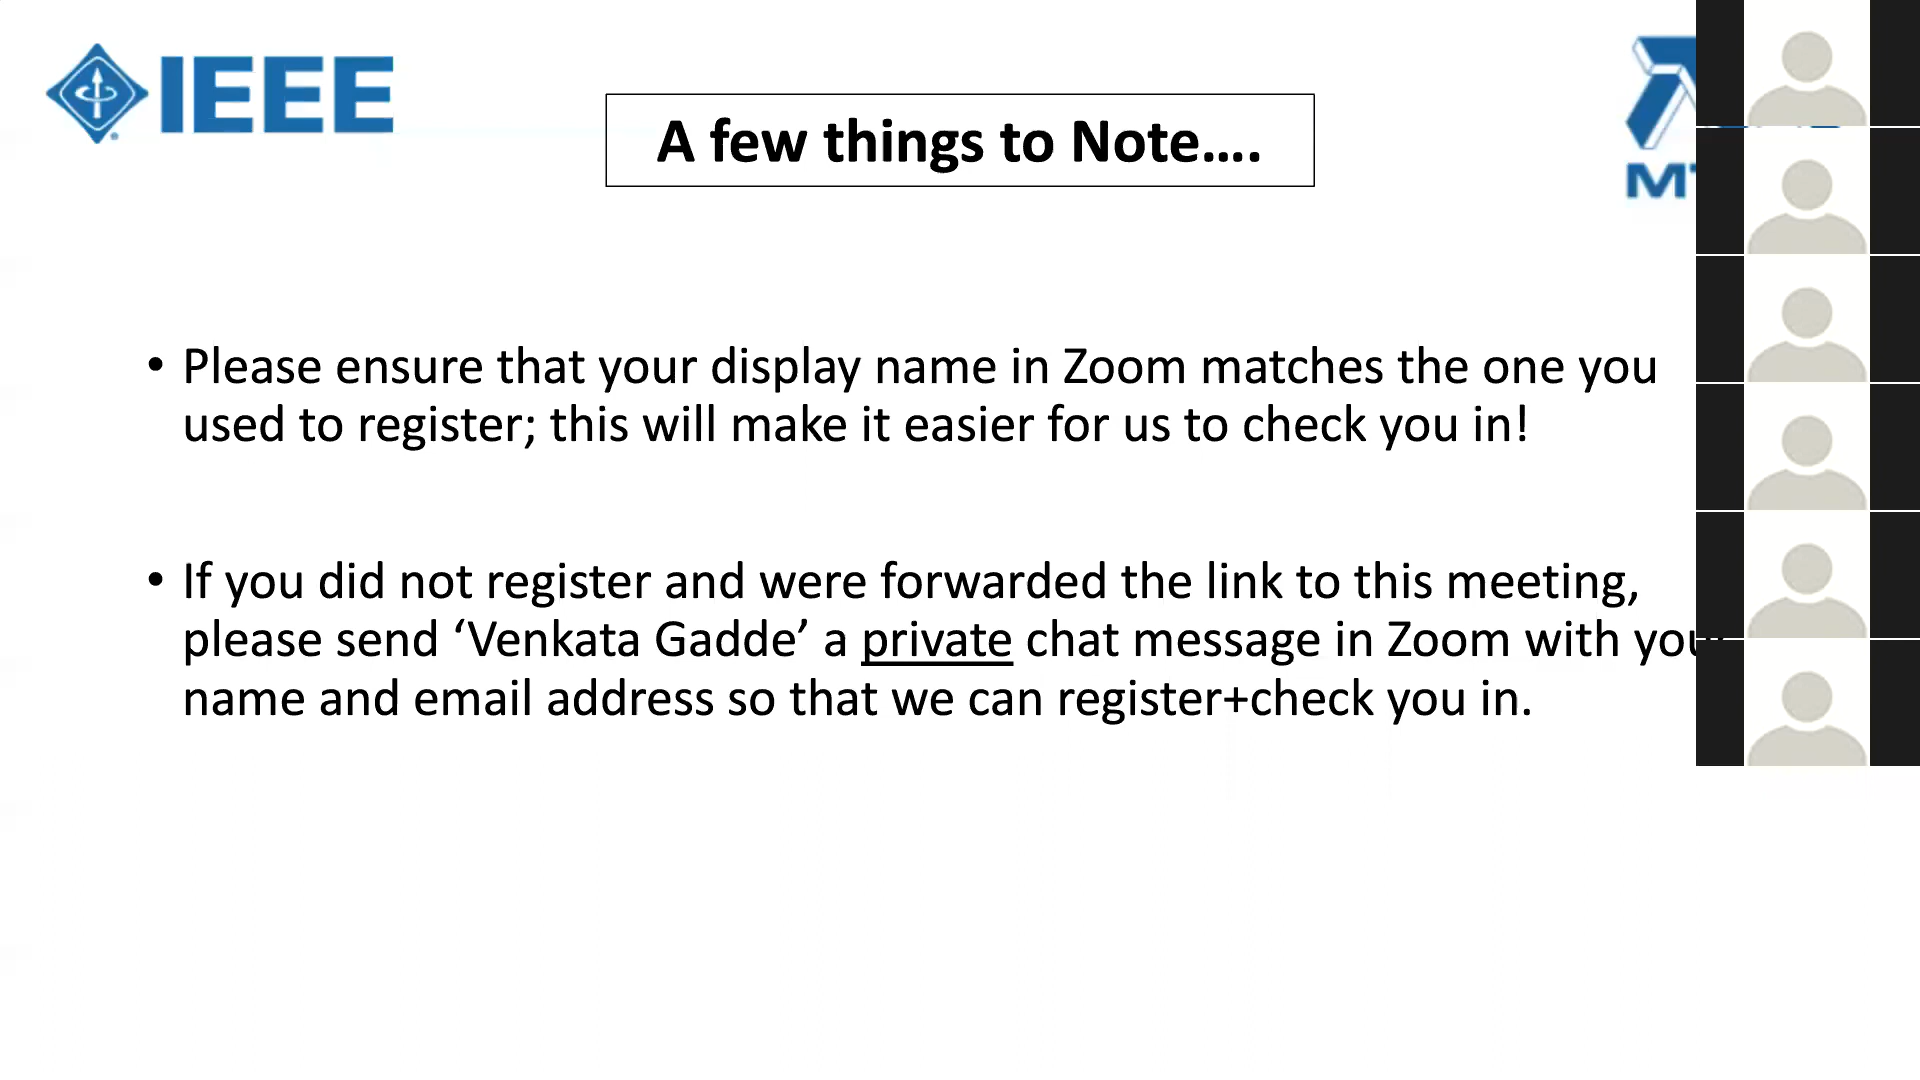 IEEE
A few things to Note….
• Please ensure that your display name in Zoom matches the one you
used to register; this will make it easier for us to check you in!
• If you did not register and were forwarded the link to this meeting,
please send ‘Venkata Gadde’ a private chat message in Zoom with your
name and email address so that we can register+check you in.